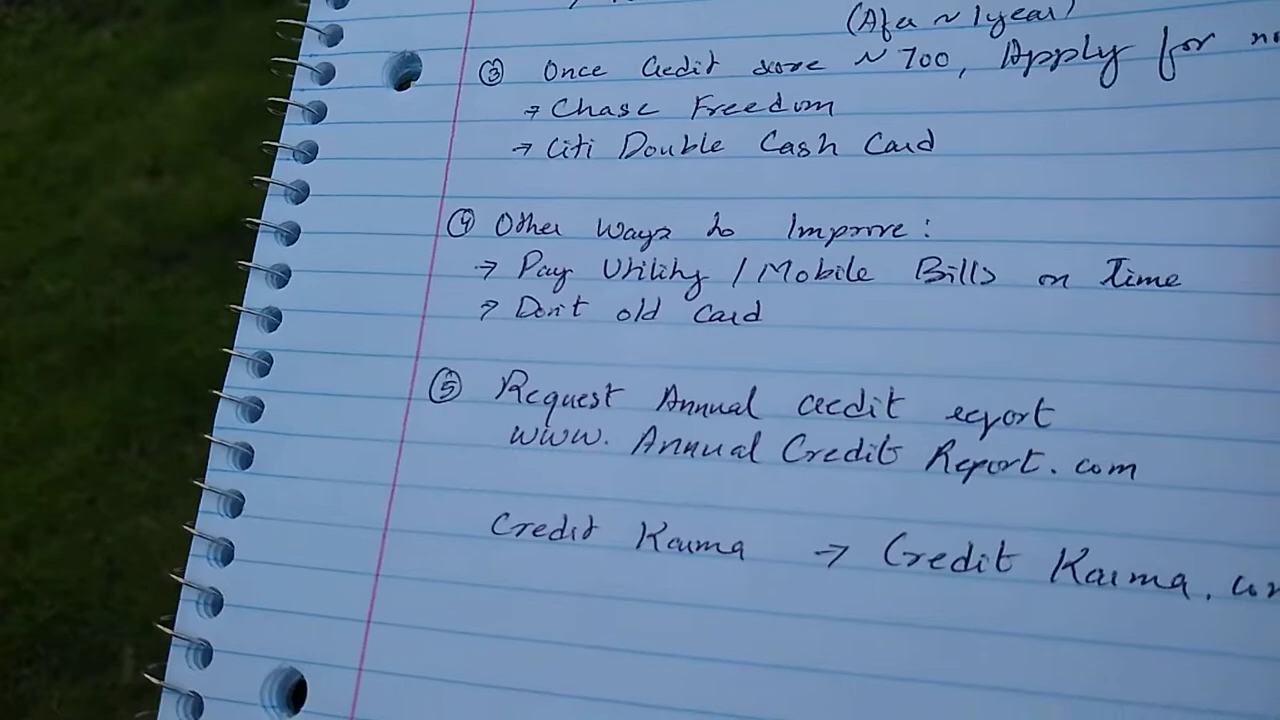 (After ~ 1 year)
③ Once Credit score ~ 700, Apply for
→ Chase Freedom
→ Citi Double Cash Card
④ Other Ways to Improve:
→ Pay Utility / Mobile Bills on Time
→ Don't old Card
⑤ Request Annual credit report
www. Annual Credit Report. com
Credit Karma → Credit Karma.